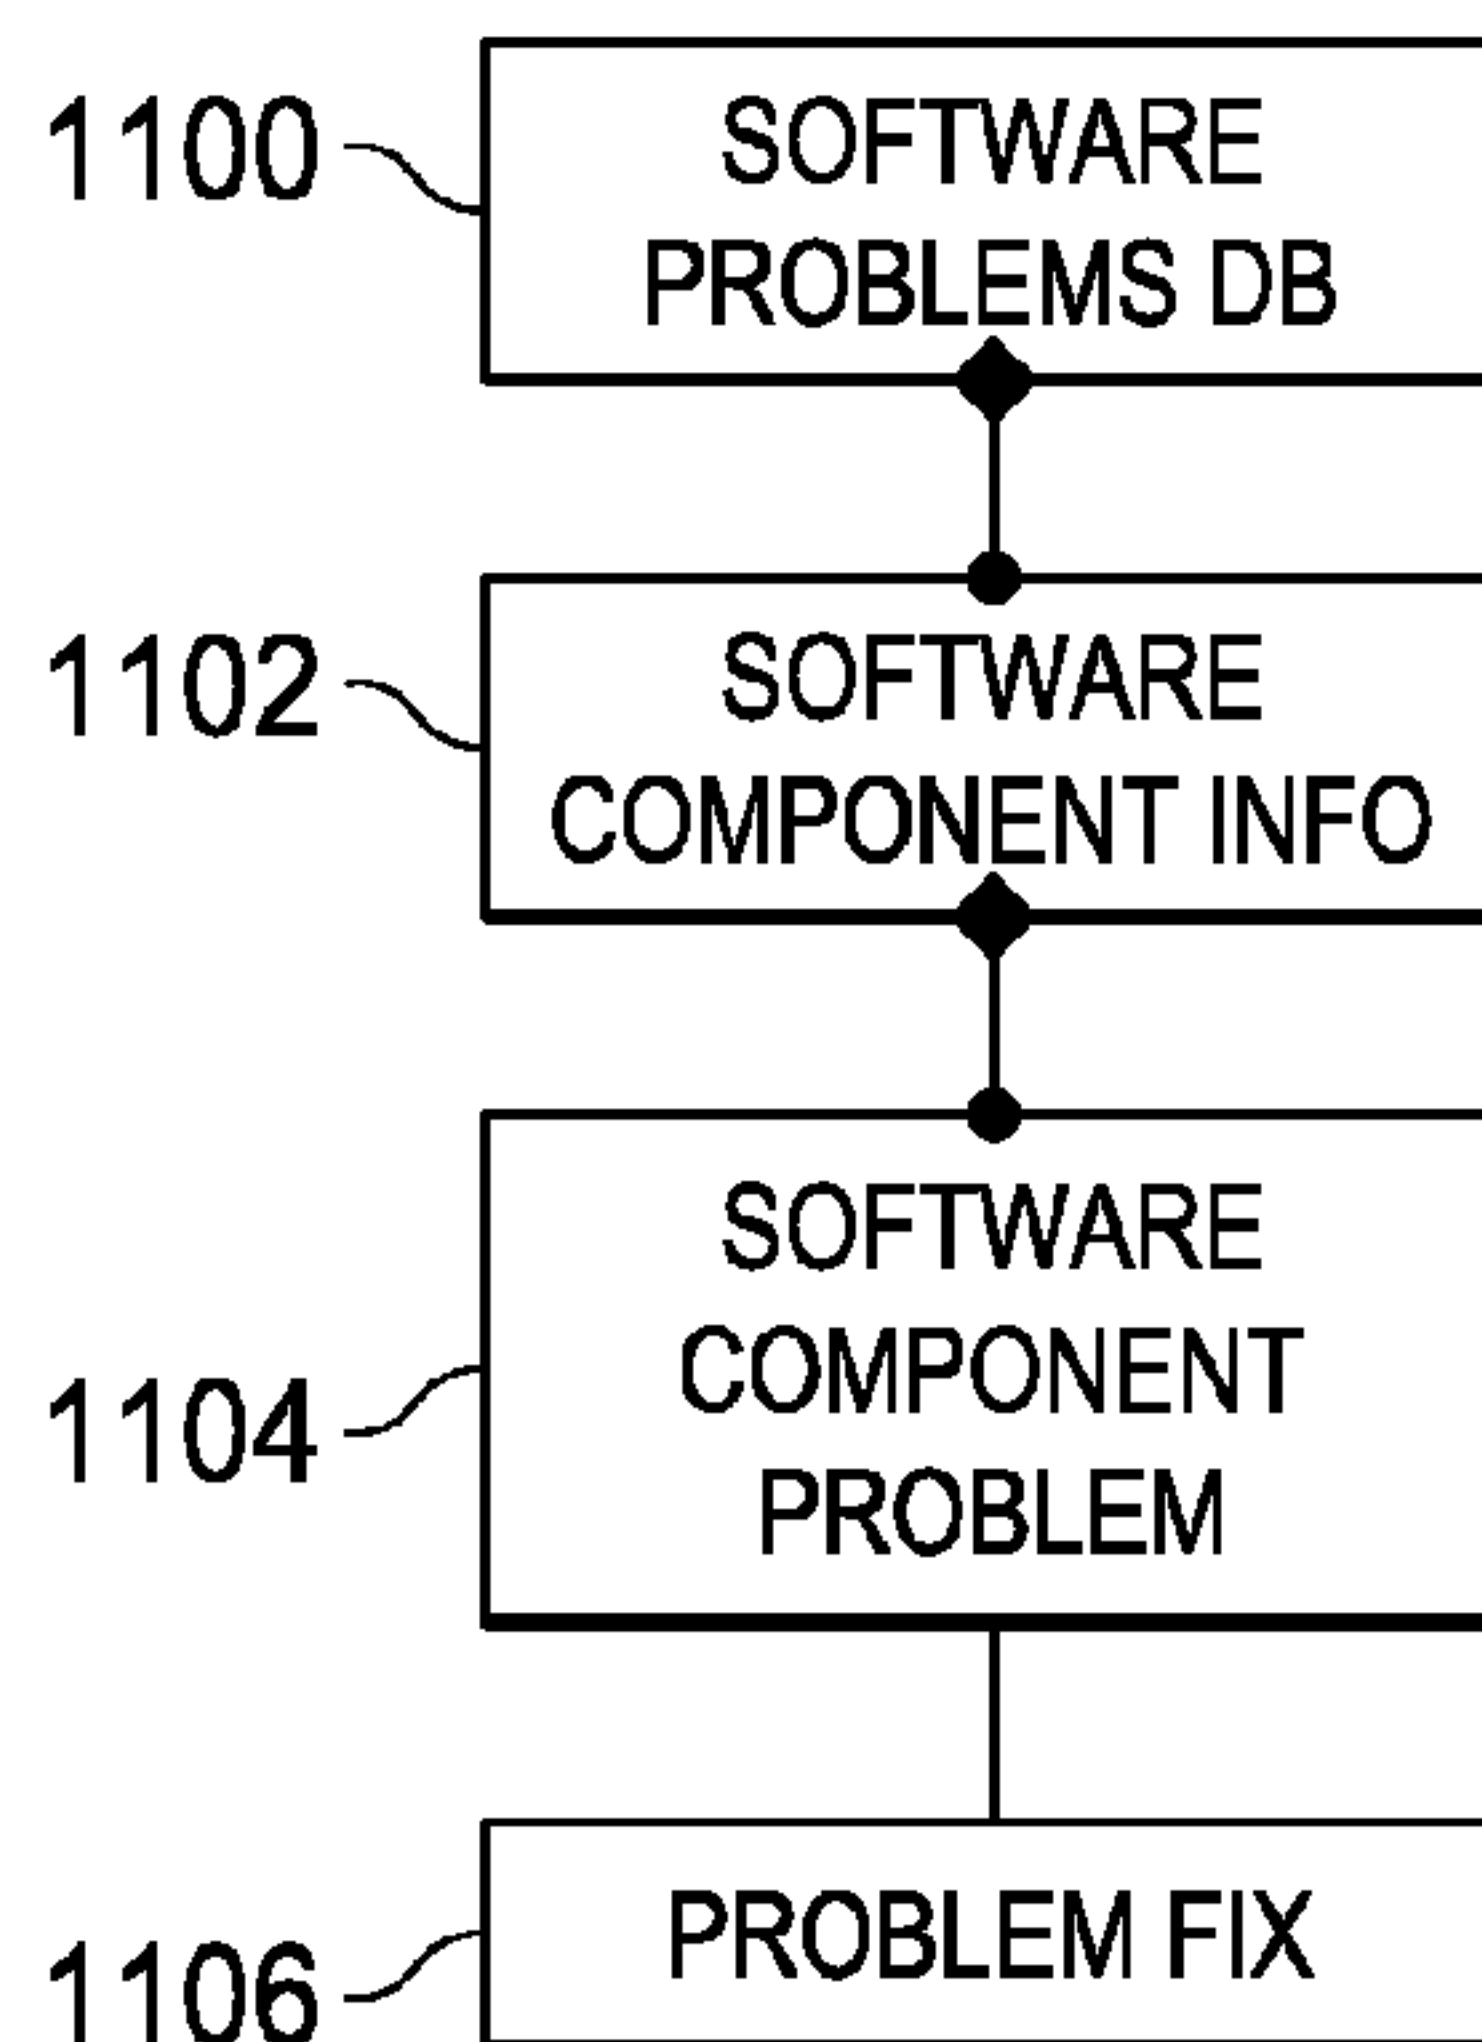 1100
SOFTWARE
PROBLEMS DB
1102
SOFTWARE
COMPONENT INFO
SOFTWARE
1104
COMPONENT
PROBLEM
PROBLEM FIX
1106